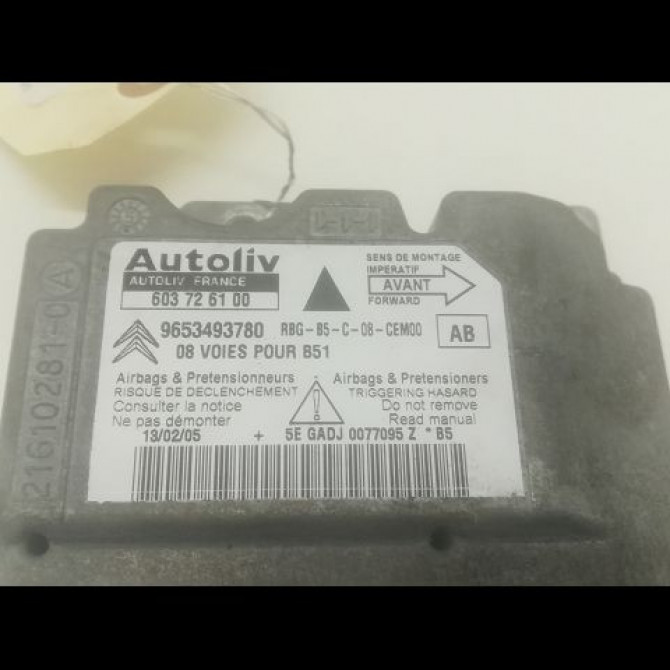 Autoliv
AUTOLIV FRANCE
603 72 61 00
SENS DE MONTAGE
IMPERATIF
AVANT
FORWARD
9653493780 RBG-B5-C-08-CEM00 AB
08 VOIES POUR B51
Airbags & Pretensionneurs
RISQUE DE DECLENCHEMENT
Consulter la notice
Ne pas démonter
Airbags & Pretensioners
TRIGGERING HASARD
Do not remove
Read manual
13/02/05 + 5E GADJ 0077095 Z * B5